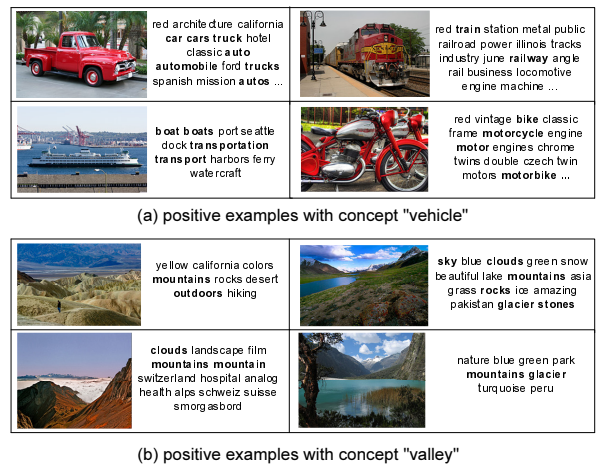 red architecture california
car cars truck hotel
classic auto
automobile ford trucks
spanish mission autos ...
red train station metal public
railroad power illinois tracks
industry june railway angle
rail business locomotive
engine machine ...
boat boats port seattle
dock transportation
transport harbors ferry
watercraft
red vintage bike classic
frame motorcycle engine
motor engines chrome
twins double czech twin
motors motorbike ...
(a) positive examples with concept "vehicle"
yellow california colors
mountains rocks desert
outdoors hiking
sky blue clouds green snow
beautiful lake mountains asia
grass rocks ice amazing
pakistan glacier stones
clouds landscape film
mountains mountain
switzerland hospital analog
health alps schweiz suisse
smorgasbord
nature blue green park
mountains glacier
turquoise peru
(b) positive examples with concept "valley"